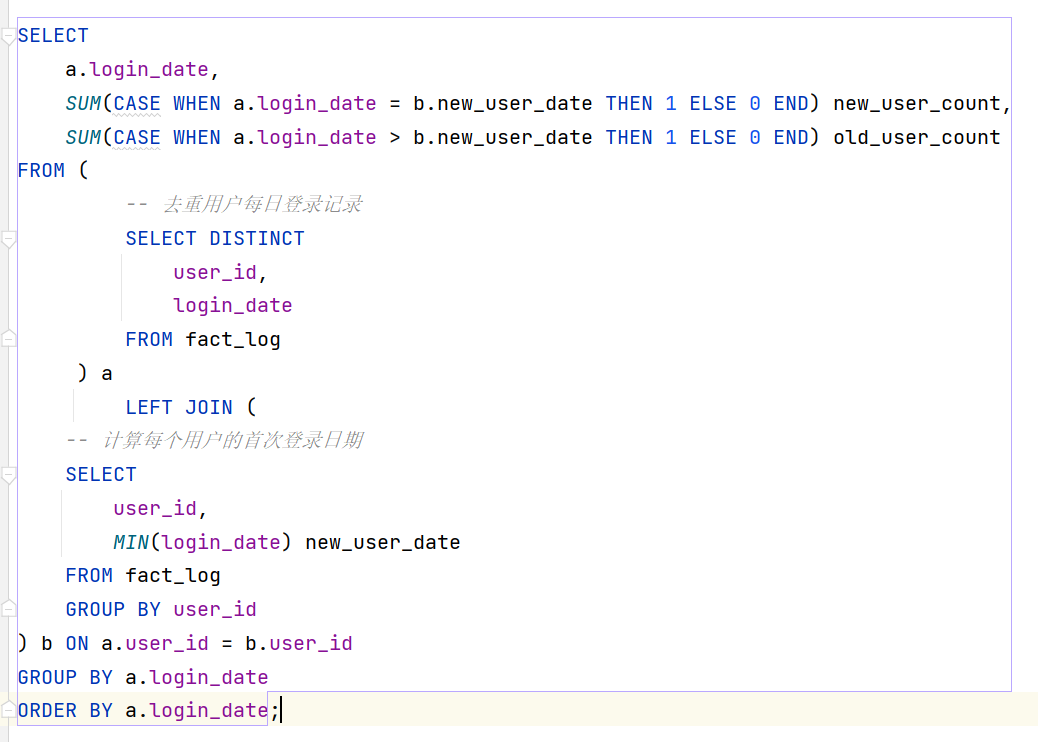 SELECT
    a.login_date,
    SUM(CASE WHEN a.login_date = b.new_user_date THEN 1 ELSE 0 END) new_user_count,
    SUM(CASE WHEN a.login_date > b.new_user_date THEN 1 ELSE 0 END) old_user_count
FROM (
         -- 去重用户每日登录记录
         SELECT DISTINCT
             user_id,
             login_date
         FROM fact_log
     ) a
         LEFT JOIN (
    -- 计算每个用户的首次登录日期
    SELECT
        user_id,
        MIN(login_date) new_user_date
    FROM fact_log
    GROUP BY user_id
) b ON a.user_id = b.user_id
GROUP BY a.login_date
ORDER BY a.login_date;